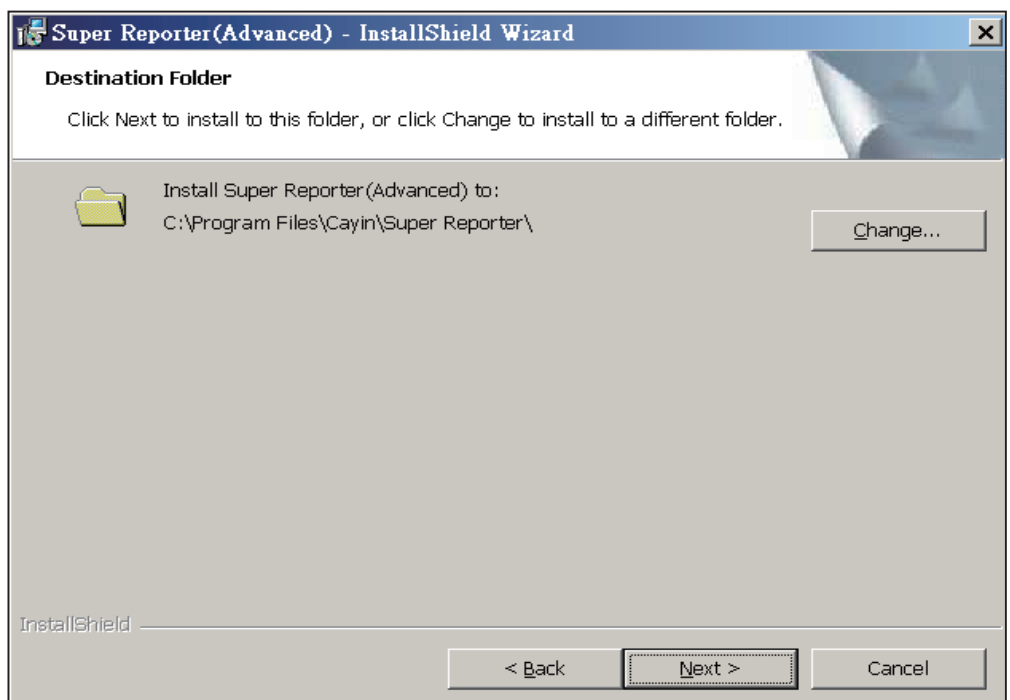 Super Reporter(Advanced) - InstallShield Wizard
Destination Folder
Click Next to install to this folder, or click Change to install to a different folder.
Install Super Reporter(Advanced) to:
C:\Program Files\Cayin\Super Reporter\
Change...
InstallShield
< Back
Next >
Cancel